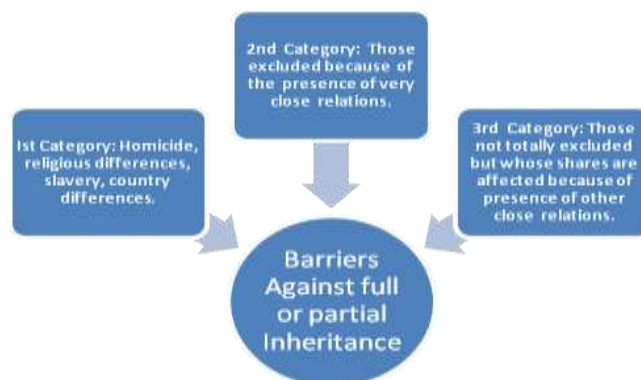 2nd Category: Those
excluded because of
the presence of very
close relations.
Ist Category: Homicide,
religious differences,
slavery, country
differences.
3rd Category: Those
not totally excluded
but whose shares are
affected because of
presence of other
close relations.
Barriers
Against full
or partial
Inheritance